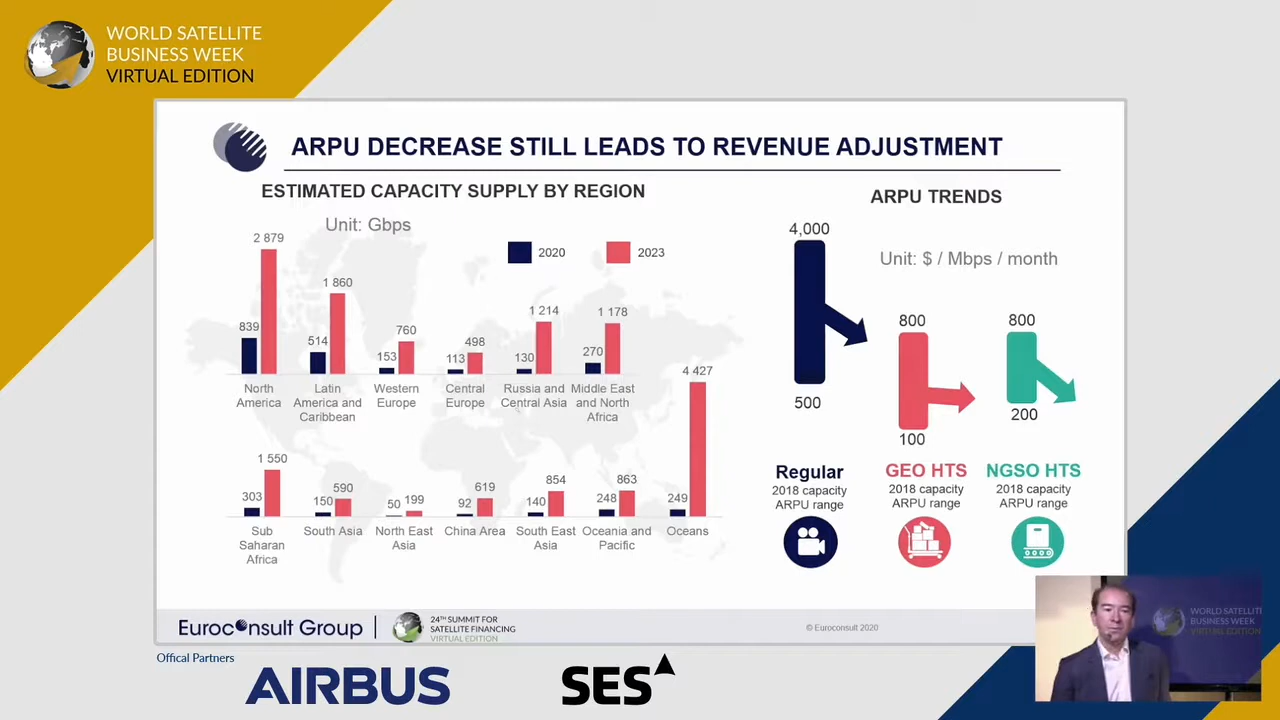 WORLD SATELLITE
BUSINESS WEEK
VIRTUAL EDITION
ARPU DECREASE STILL LEADS TO REVENUE ADJUSTMENT
ESTIMATED CAPACITY SUPPLY BY REGION
Unit: Gbps
2020
2023
2 879
839
North
America
1 860
514
Latin
America and
Caribbean
760
153
Western
Europe
498
113
Central
Europe
1 214
130
Russia and
Central Asia
1 178
270
Middle East
and North
Africa
1 550
303
Sub
Saharan
Africa
590
150
South Asia
199
50
North East
Asia
619
92
China Area
854
140
South East
Asia
863
248
Oceania and
Pacific
4 427
249
Oceans
ARPU TRENDS
Unit: $ / Mbps / month
4,000
500
Regular
2018 capacity
ARPU range
800
100
GEO HTS
2018 capacity
ARPU range
800
200
NGSO HTS
2018 capacity
ARPU range
Euroconsult Group
24TH SUMMIT FOR
SATELLITE FINANCING
VIRTUAL EDITION
© Euroconsult 2020
Offical Partners
AIRBUS
SES
WORLD SATELLIT
BUSINESS WEEK
VIRTUAL EDITION